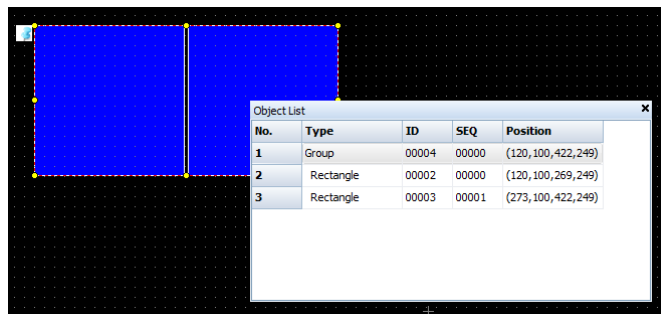 Object List
No. Type ID SEQ Position
1 Group 00004 00000 (120,100,422,249)
2 Rectangle 00002 00000 (120,100,269,249)
3 Rectangle 00003 00001 (273,100,422,249)